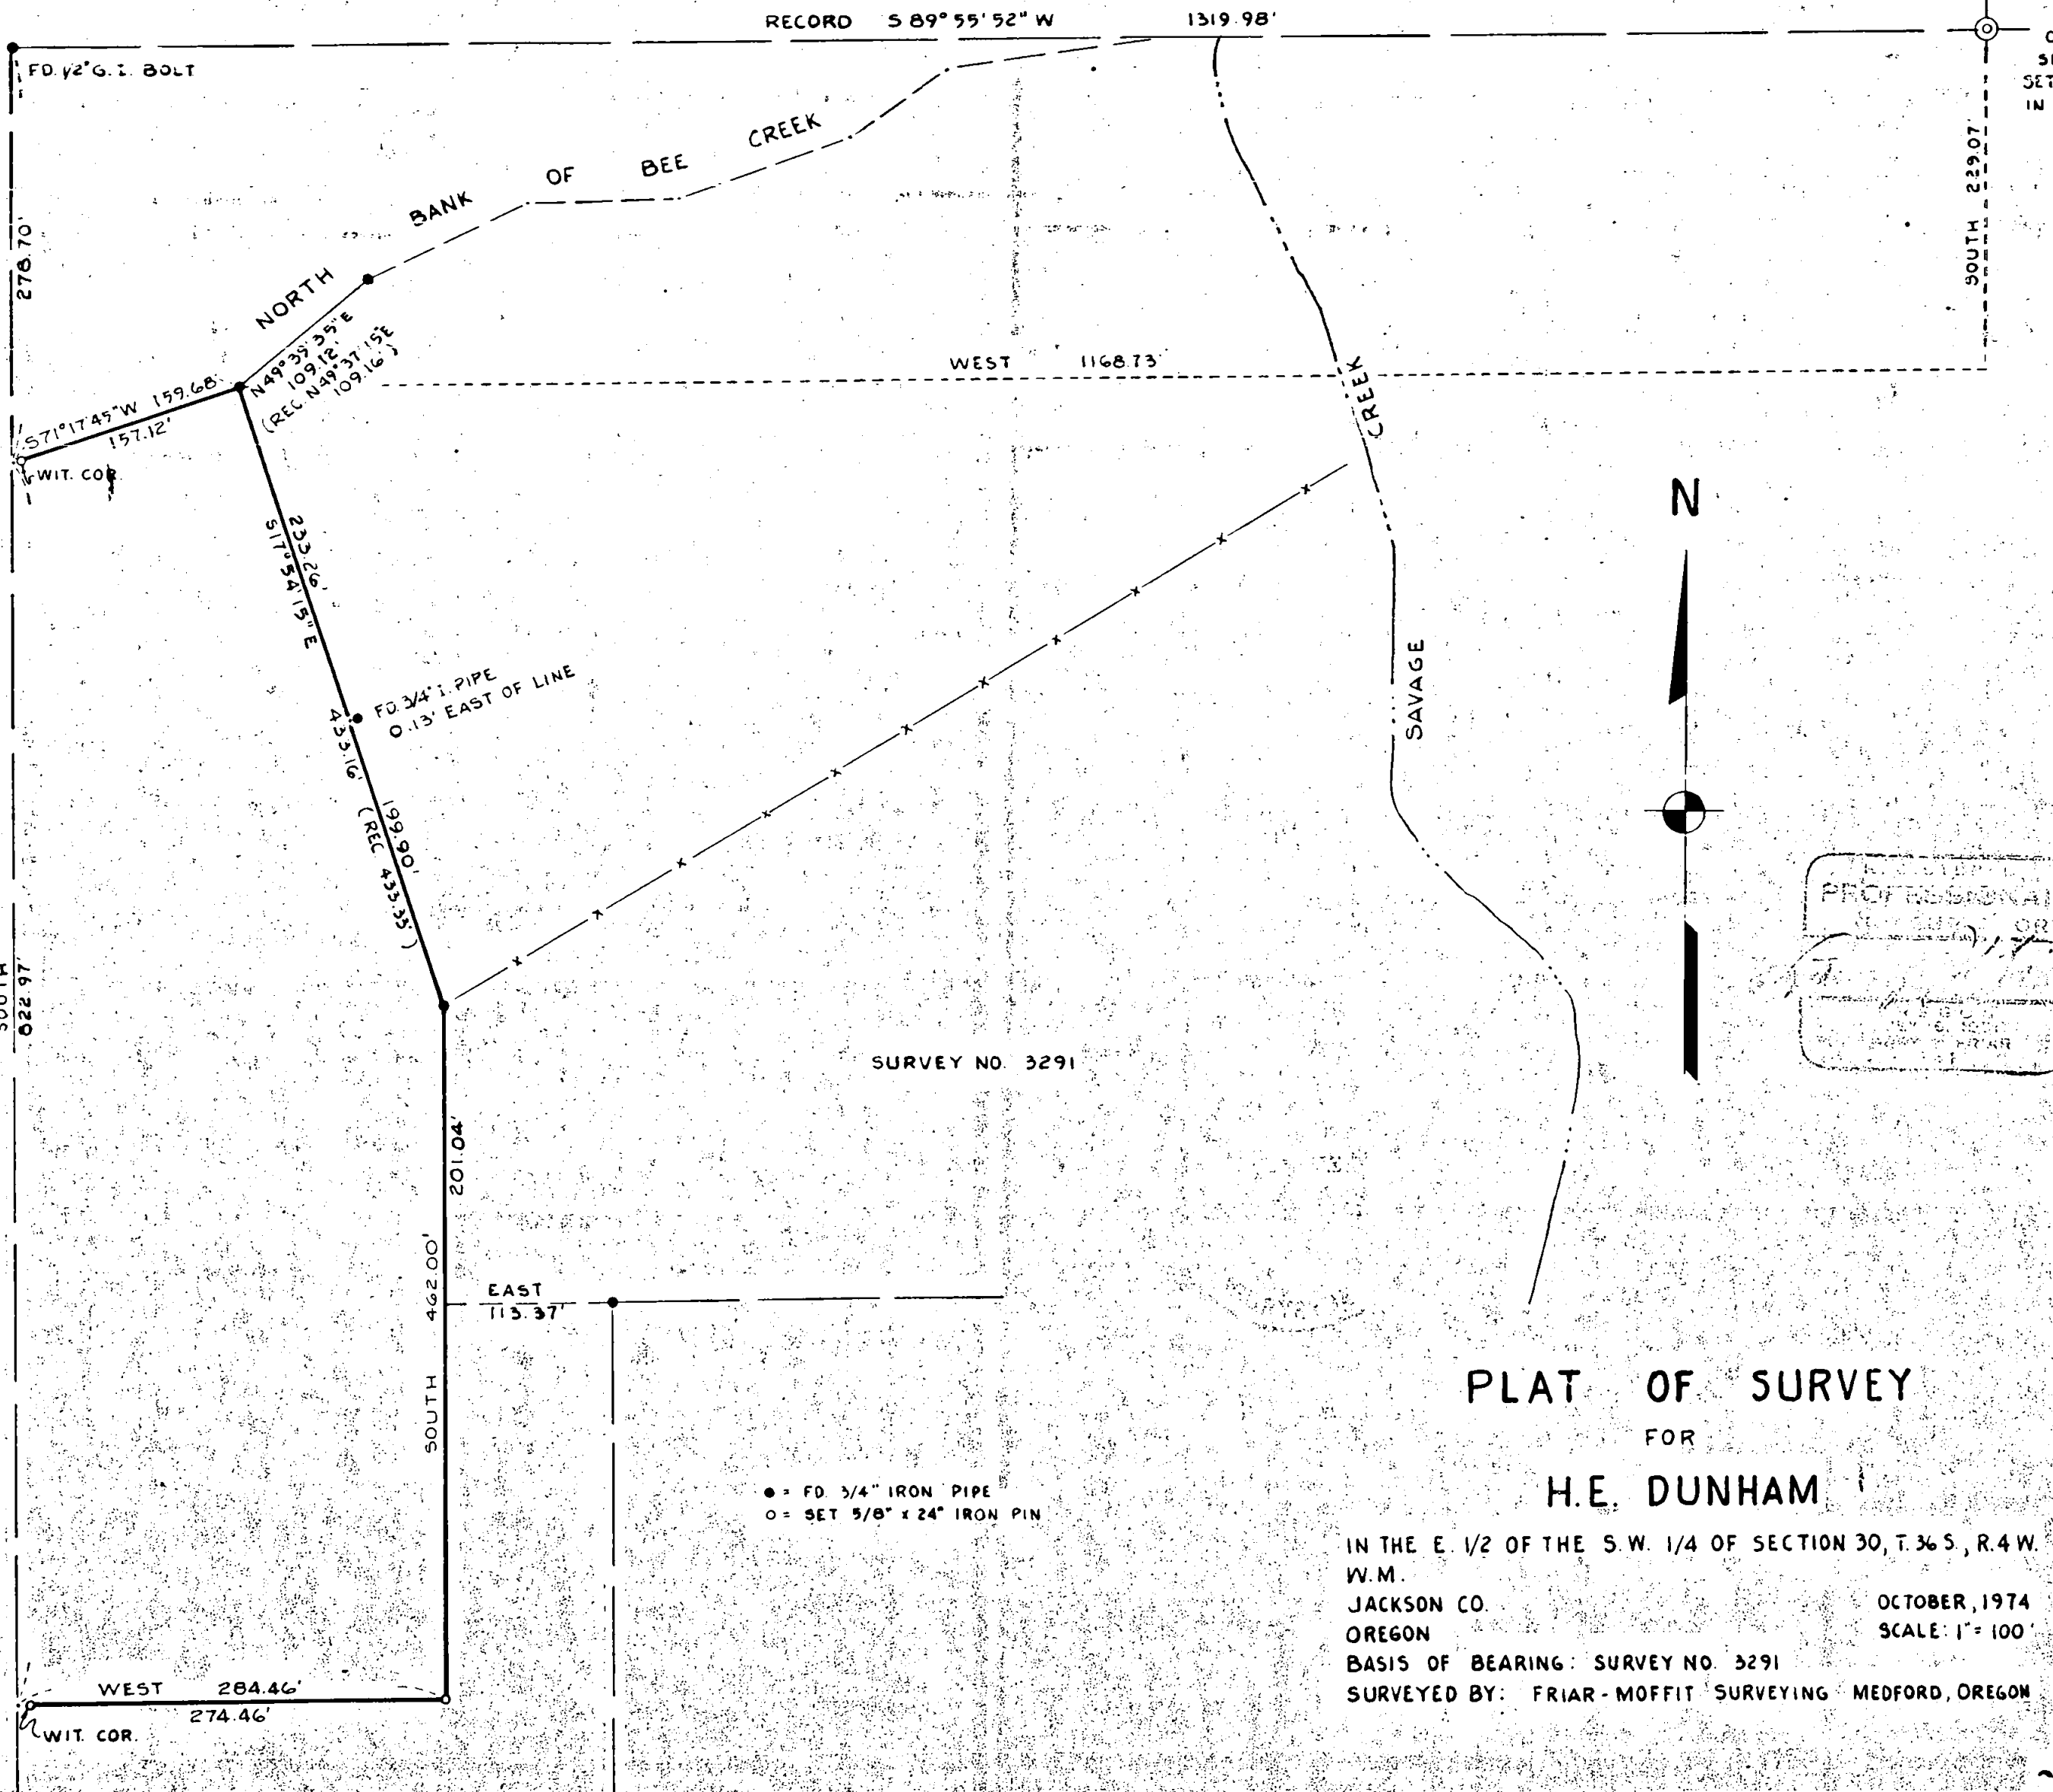 RECORD S 89° 55' 52" W 1319.98'
FD. 1/2" G.I. BOLT
SET
IN
278.70'
NORTH BANK OF BEE CREEK
SOUTH 229.07'
N49° 39' 35" E
109.12'
(REC. N49° 37' 15" E
109.16')
WEST 1168.73'
S71° 17' 45" W 159.68'
157.12'
WIT. COR.
CREEK
SAVAGE
N
233.26'
S17° 54' 15" E
FD. 3/4" I. PIPE
0.13' EAST OF LINE
433.16'
199.90'
(REC. 433.35')
PROFESSIONAL
OR
SOUTH
822.97'
SURVEY NO. 3291
201.04'
SOUTH 462.00'
EAST
113.37'
● = FD. 3/4" IRON PIPE
O = SET 5/8" x 24" IRON PIN
WEST 284.46'
274.46'
WIT. COR.
PLAT OF SURVEY
FOR
H.E. DUNHAM
IN THE E. 1/2 OF THE S.W. 1/4 OF SECTION 30, T. 36 S., R. 4 W.
W.M.
JACKSON CO. OCTOBER, 1974
OREGON SCALE: 1" = 100'
BASIS OF BEARING: SURVEY NO. 3291
SURVEYED BY: FRIAR-MOFFIT SURVEYING MEDFORD, OREGON